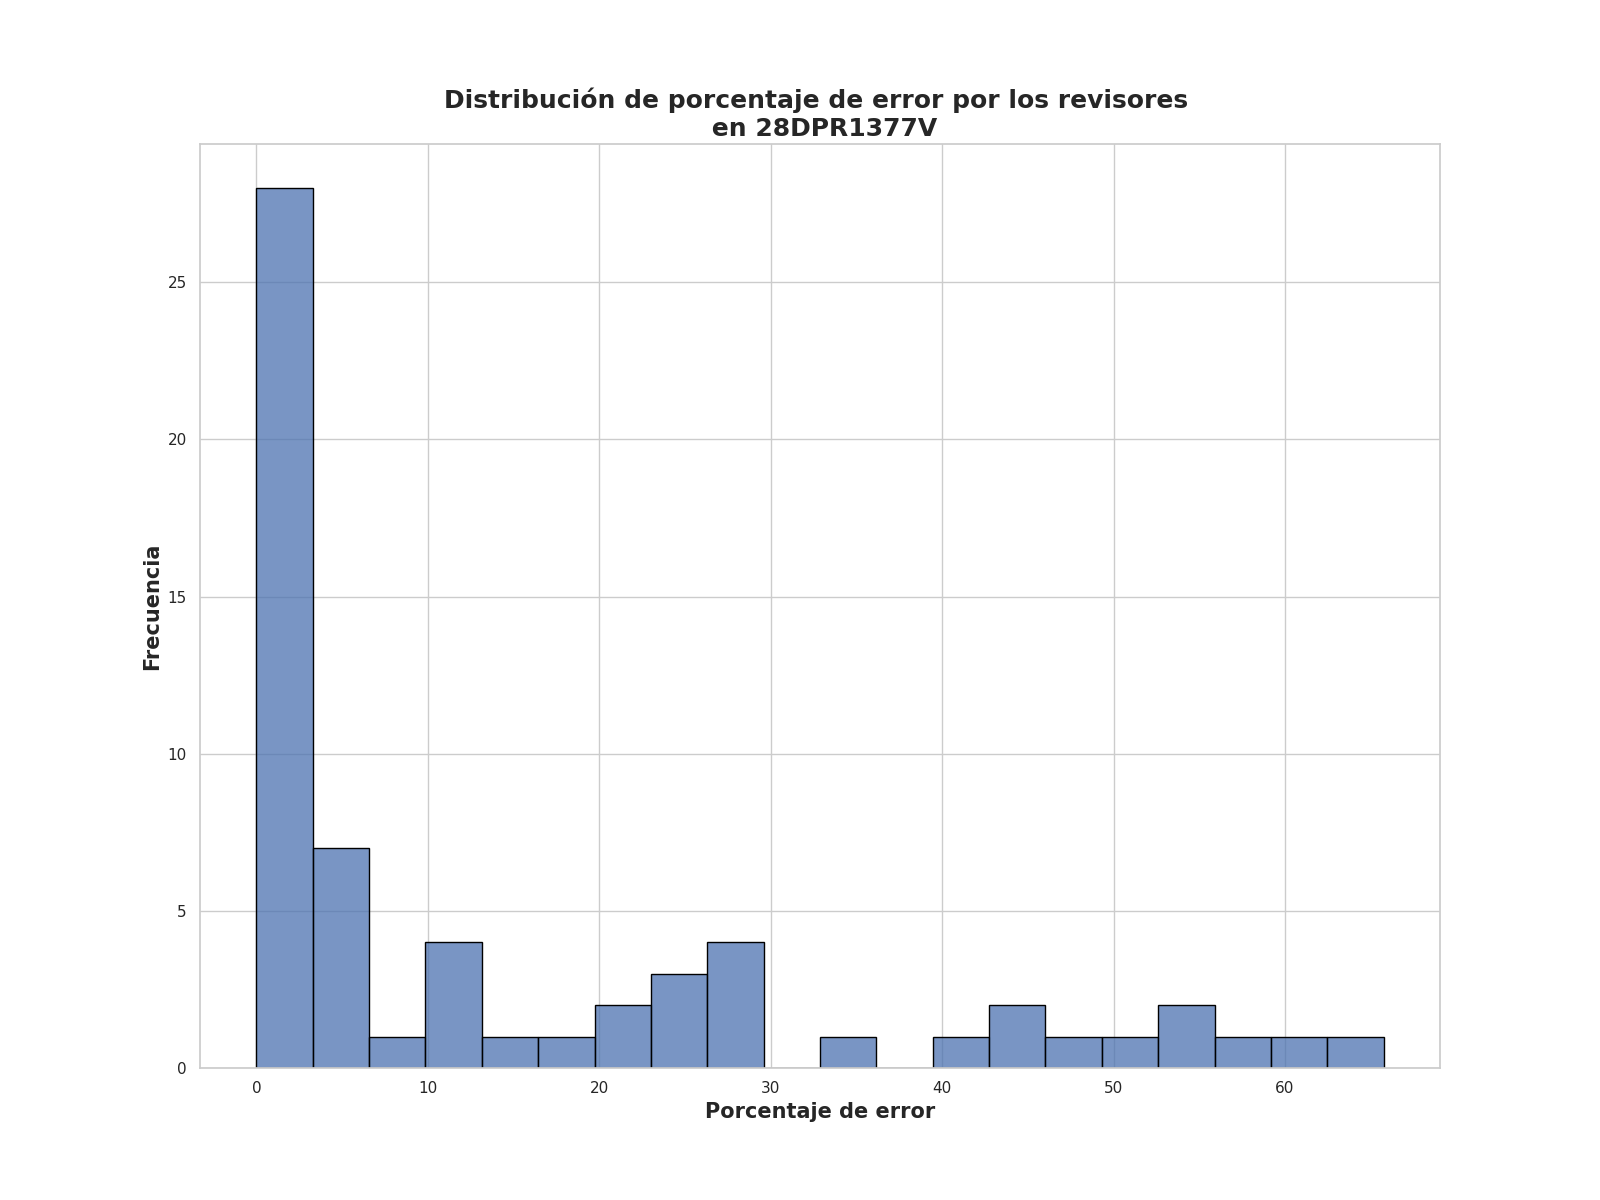 Distribución de porcentaje de error por los revisores
en 28DPR1377V
Frecuencia
25
20
15
10
5
0
0 10 20 30 40 50 60
Porcentaje de error